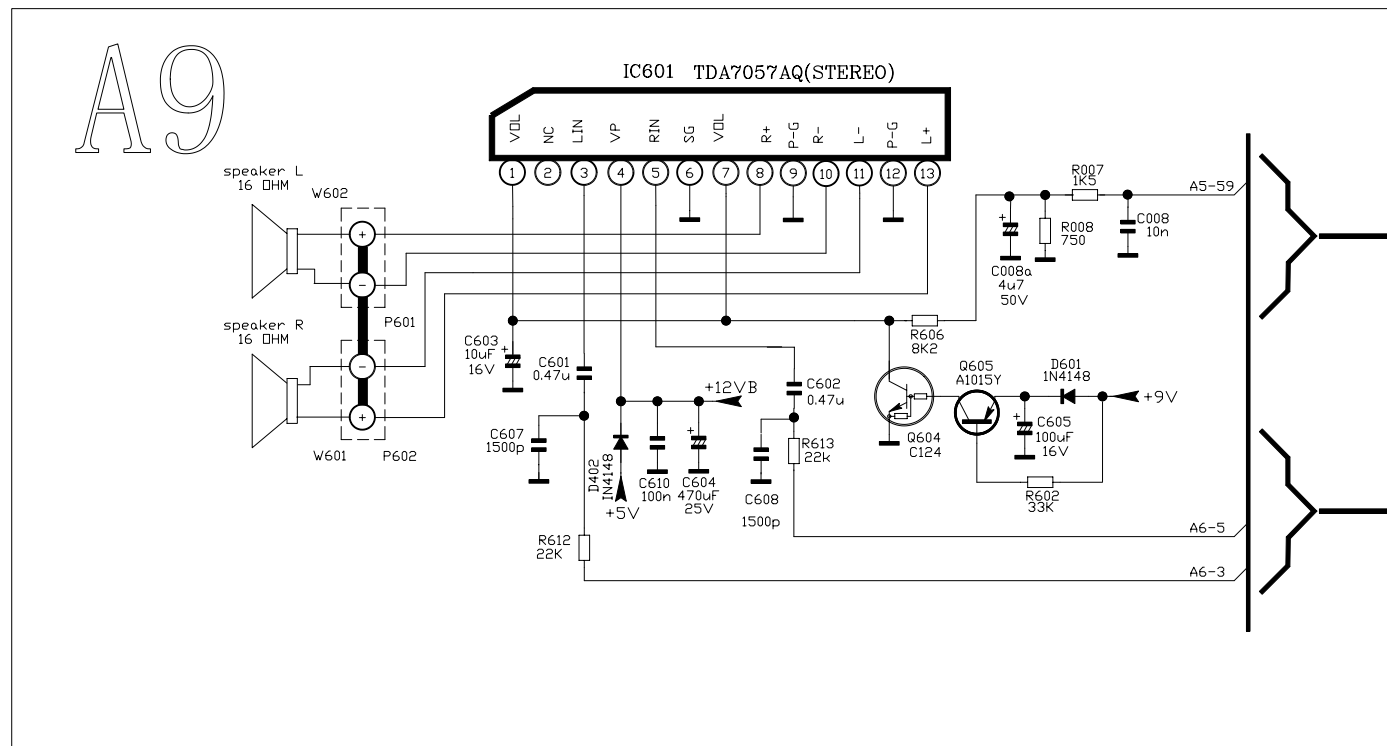 A9
IC601 TDA7057AQ(STEREO)
VOL
NC
LIN
VP
RIN
SG
VOL
R+
P-G
R-
L-
P-G
L+
1
2
3
4
5
6
7
8
9
10
11
12
13
speaker L
16 OHM
W602
+
-
P601
speaker R
16 OHM
-
+
W601
P602
C603
10uF
16V
+
C601
0.47u
C607
1500p
D402
IN4148
+5V
C610
100n
+
C604
470uF
25V
+12VB
C602
0.47u
C608
1500p
R613
22k
R612
22K
R606
8K2
Q604
C124
Q605
A1015Y
D601
1N4148
+9V
+
C605
100uF
16V
R602
33K
+
C008a
4u7
50V
R008
750
R007
1K5
C008
10n
A5-59
A6-5
A6-3